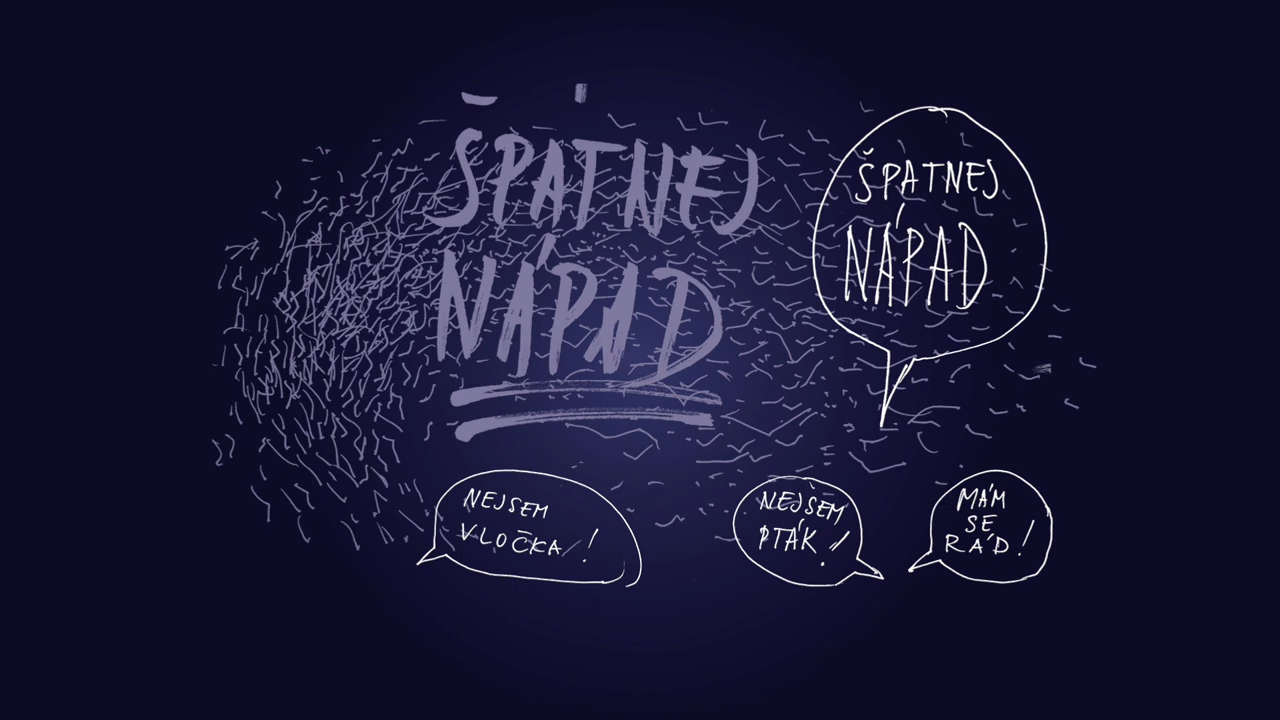 ŠPATNEJ
NÁPAD
ŠPATNEJ
NÁPAD
NEJSEM
VLOČKA!
NEJSEM
PTÁK!
MÁM
SE
RÁD!